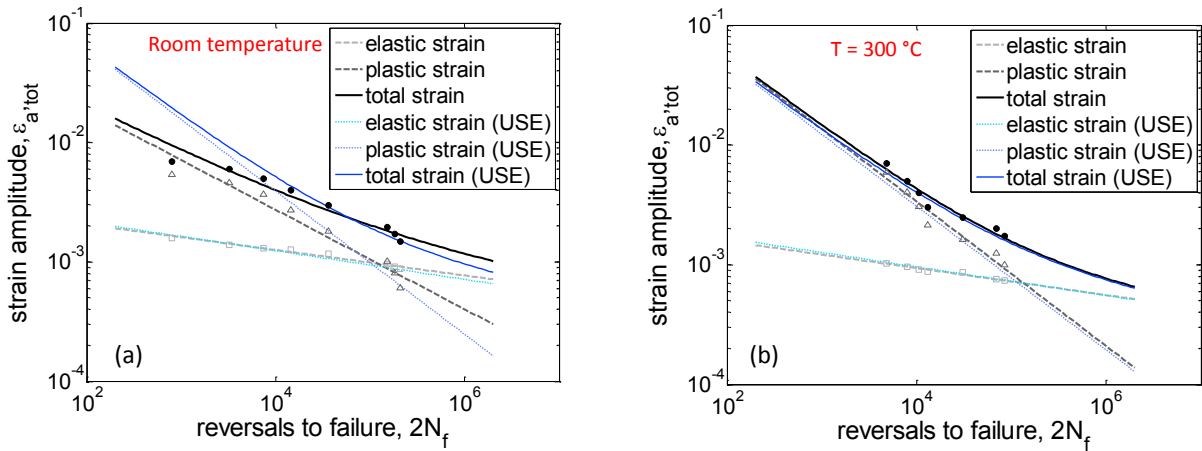 10^-1
10^-2
10^-3
10^-4
strain amplitude, ε_a'tot
Room temperature
elastic strain
plastic strain
total strain
elastic strain (USE)
plastic strain (USE)
total strain (USE)
(a)
10^2
10^4
10^6
reversals to failure, 2N_f
10^-1
10^-2
10^-3
10^-4
strain amplitude, ε_a'tot
T = 300 °C
elastic strain
plastic strain
total strain
elastic strain (USE)
plastic strain (USE)
total strain (USE)
(b)
10^2
10^4
10^6
reversals to failure, 2N_f